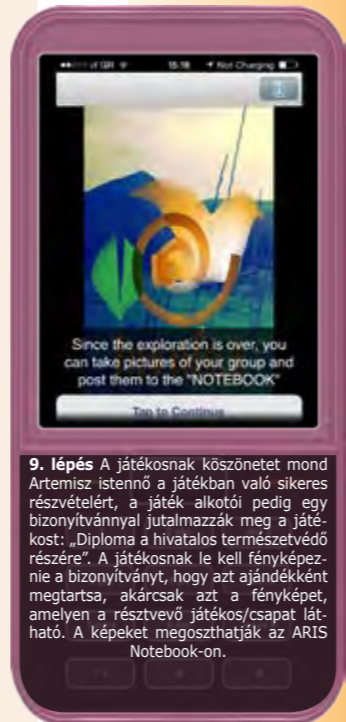 GR 15:18 Not Charging
Since the exploration is over, you
can take pictures of your group and
post them to the "NOTEBOOK"
Tap to Continue
9. lépés A játékosnak köszönetet mond
Artemisz istennő a játékban való sikeres
részvételért, a játék alkotói pedig egy
bizonyítvánnyal jutalmazzák meg a játé-
kost: „Diploma a hivatalos természetvédő
részére”. A játékosnak le kell fényképez-
nie a bizonyítványt, hogy azt ajándékként
megtartsa, akárcsak azt a fényképet,
amelyen a résztvevő játékos/csapat lát-
ható. A képeket megoszthatják az ARIS
Notebook-on.